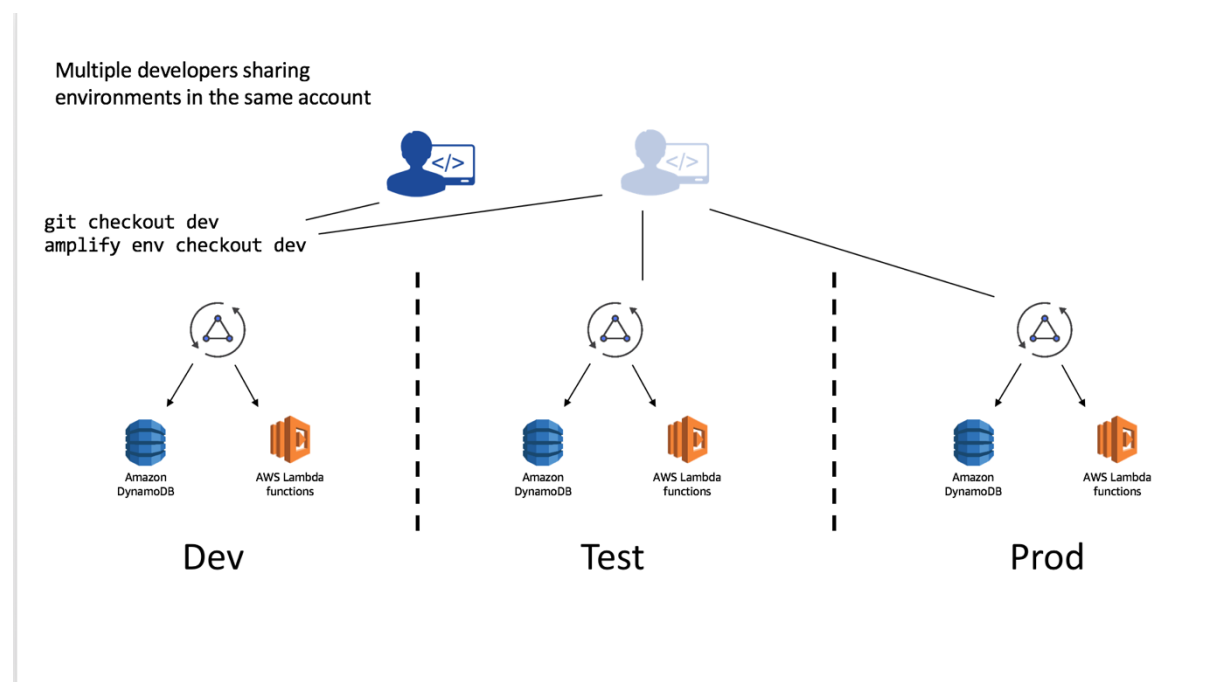 Multiple developers sharing
environments in the same account
</>
</>
git checkout dev
amplify env checkout dev
Amazon
DynamoDB
AWS Lambda
functions
Amazon
DynamoDB
AWS Lambda
functions
Amazon
DynamoDB
AWS Lambda
functions
Dev
Test
Prod